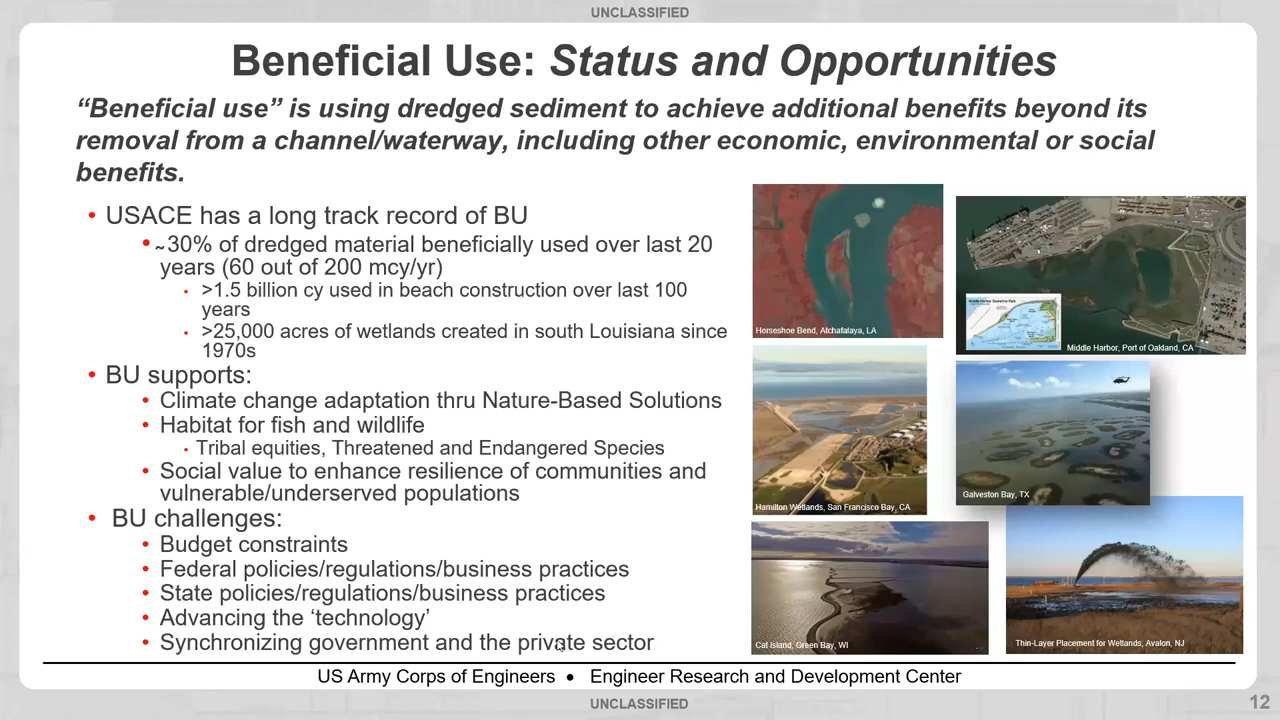 UNCLASSIFIED
Beneficial Use: Status and Opportunities
“Beneficial use” is using dredged sediment to achieve additional benefits beyond its
removal from a channel/waterway, including other economic, environmental or social
benefits.
• USACE has a long track record of BU
• ~30% of dredged material beneficially used over last 20
years (60 out of 200 mcy/yr)
• >1.5 billion cy used in beach construction over last 100
years
• >25,000 acres of wetlands created in south Louisiana since
1970s
• BU supports:
• Climate change adaptation thru Nature-Based Solutions
• Habitat for fish and wildlife
• Tribal equities, Threatened and Endangered Species
• Social value to enhance resilience of communities and
vulnerable/underserved populations
• BU challenges:
• Budget constraints
• Federal policies/regulations/business practices
• State policies/regulations/business practices
• Advancing the ‘technology’
• Synchronizing government and the private sector
Horseshoe Bend, Atchafalaya, LA
Middle Harbor, Port of Oakland, CA
Hamilton Wetlands, San Francisco Bay, CA
Galveston Bay, TX
Cat Island, Green Bay, WI
Thin-Layer Placement for Wetlands, Avalon, NJ
US Army Corps of Engineers • Engineer Research and Development Center
UNCLASSIFIED
12